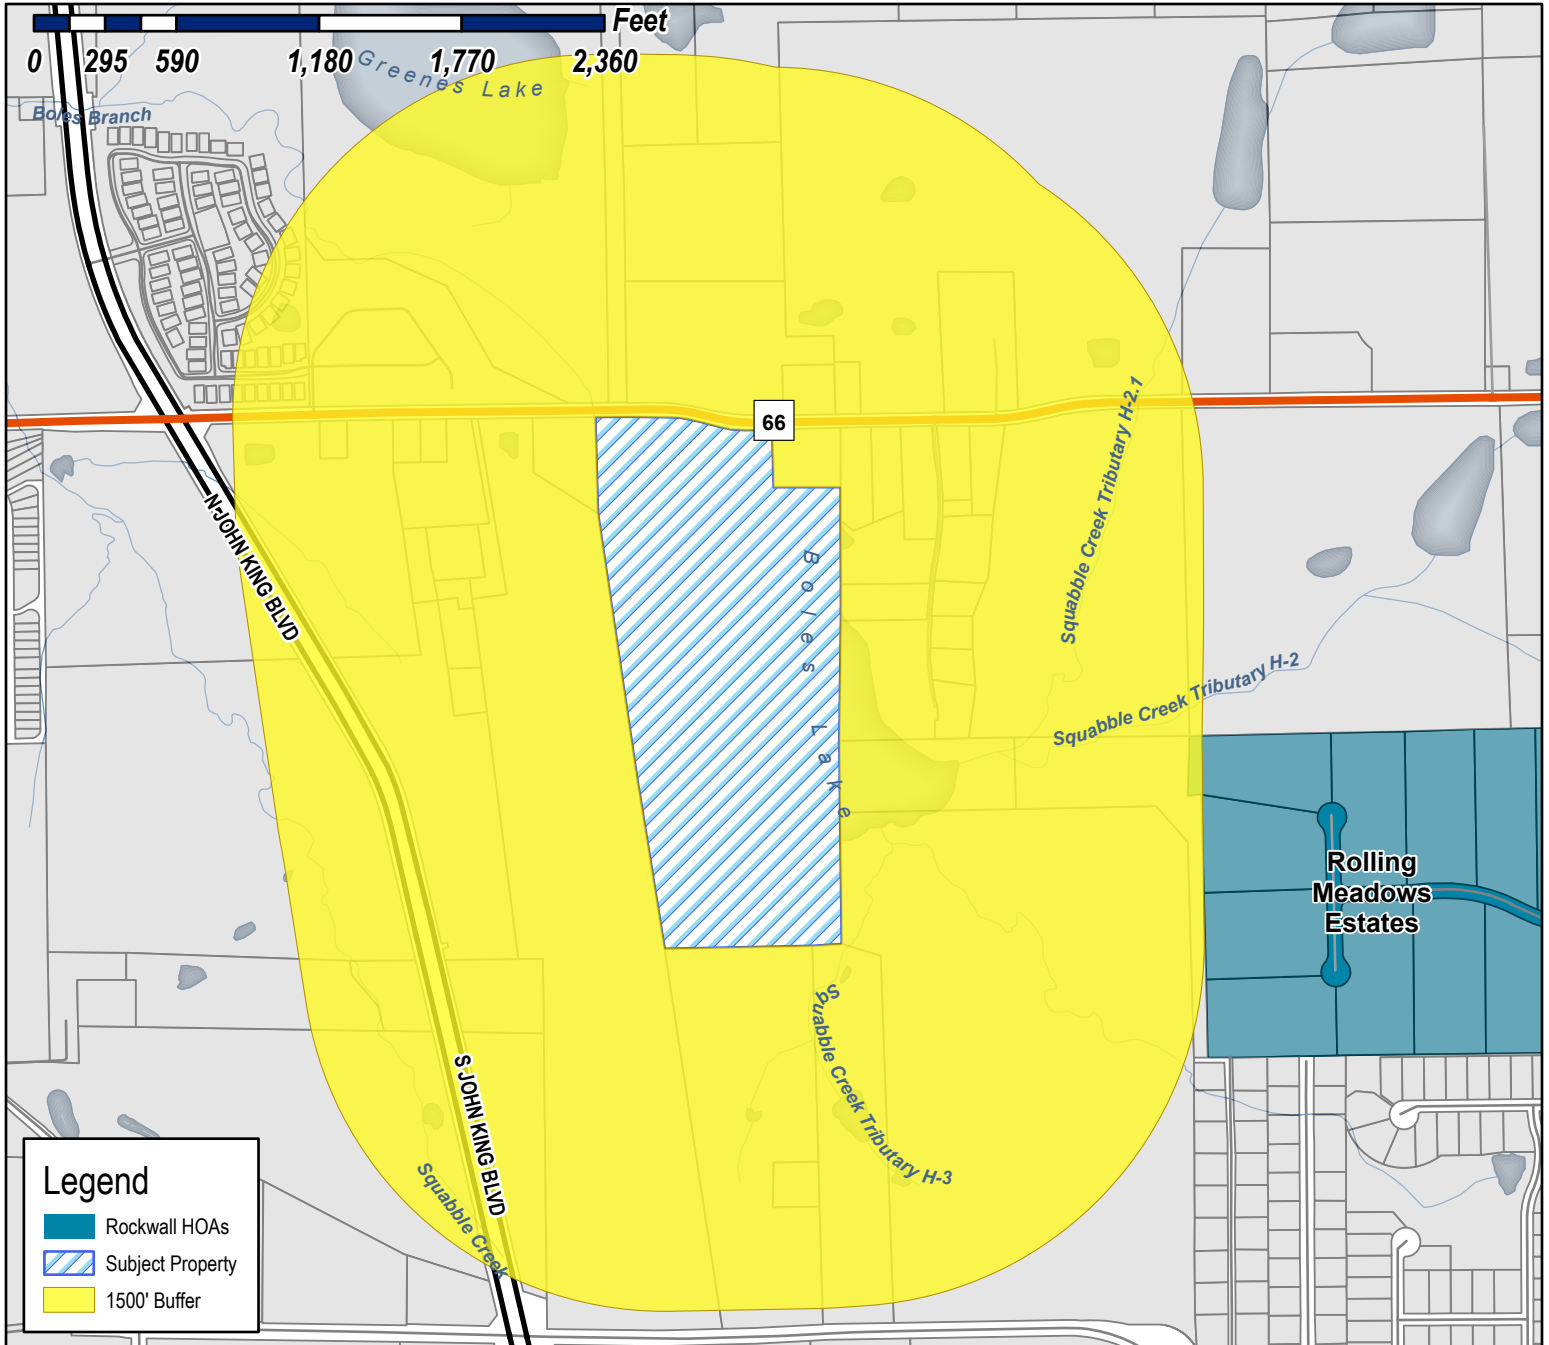 Feet
0 295 590 1,180 1,770 2,360
Greenes Lake
Boles Branch
66
Squabble Creek Tributary H-2.1
N JOHN KING BLVD
Boles Lake
Squabble Creek Tributary H-2
Rolling
Meadows
Estates
Squabble Creek Tributary H-3
S JOHN KING BLVD
Squabble Creek
Legend
Rockwall HOAs
Subject Property
1500' Buffer